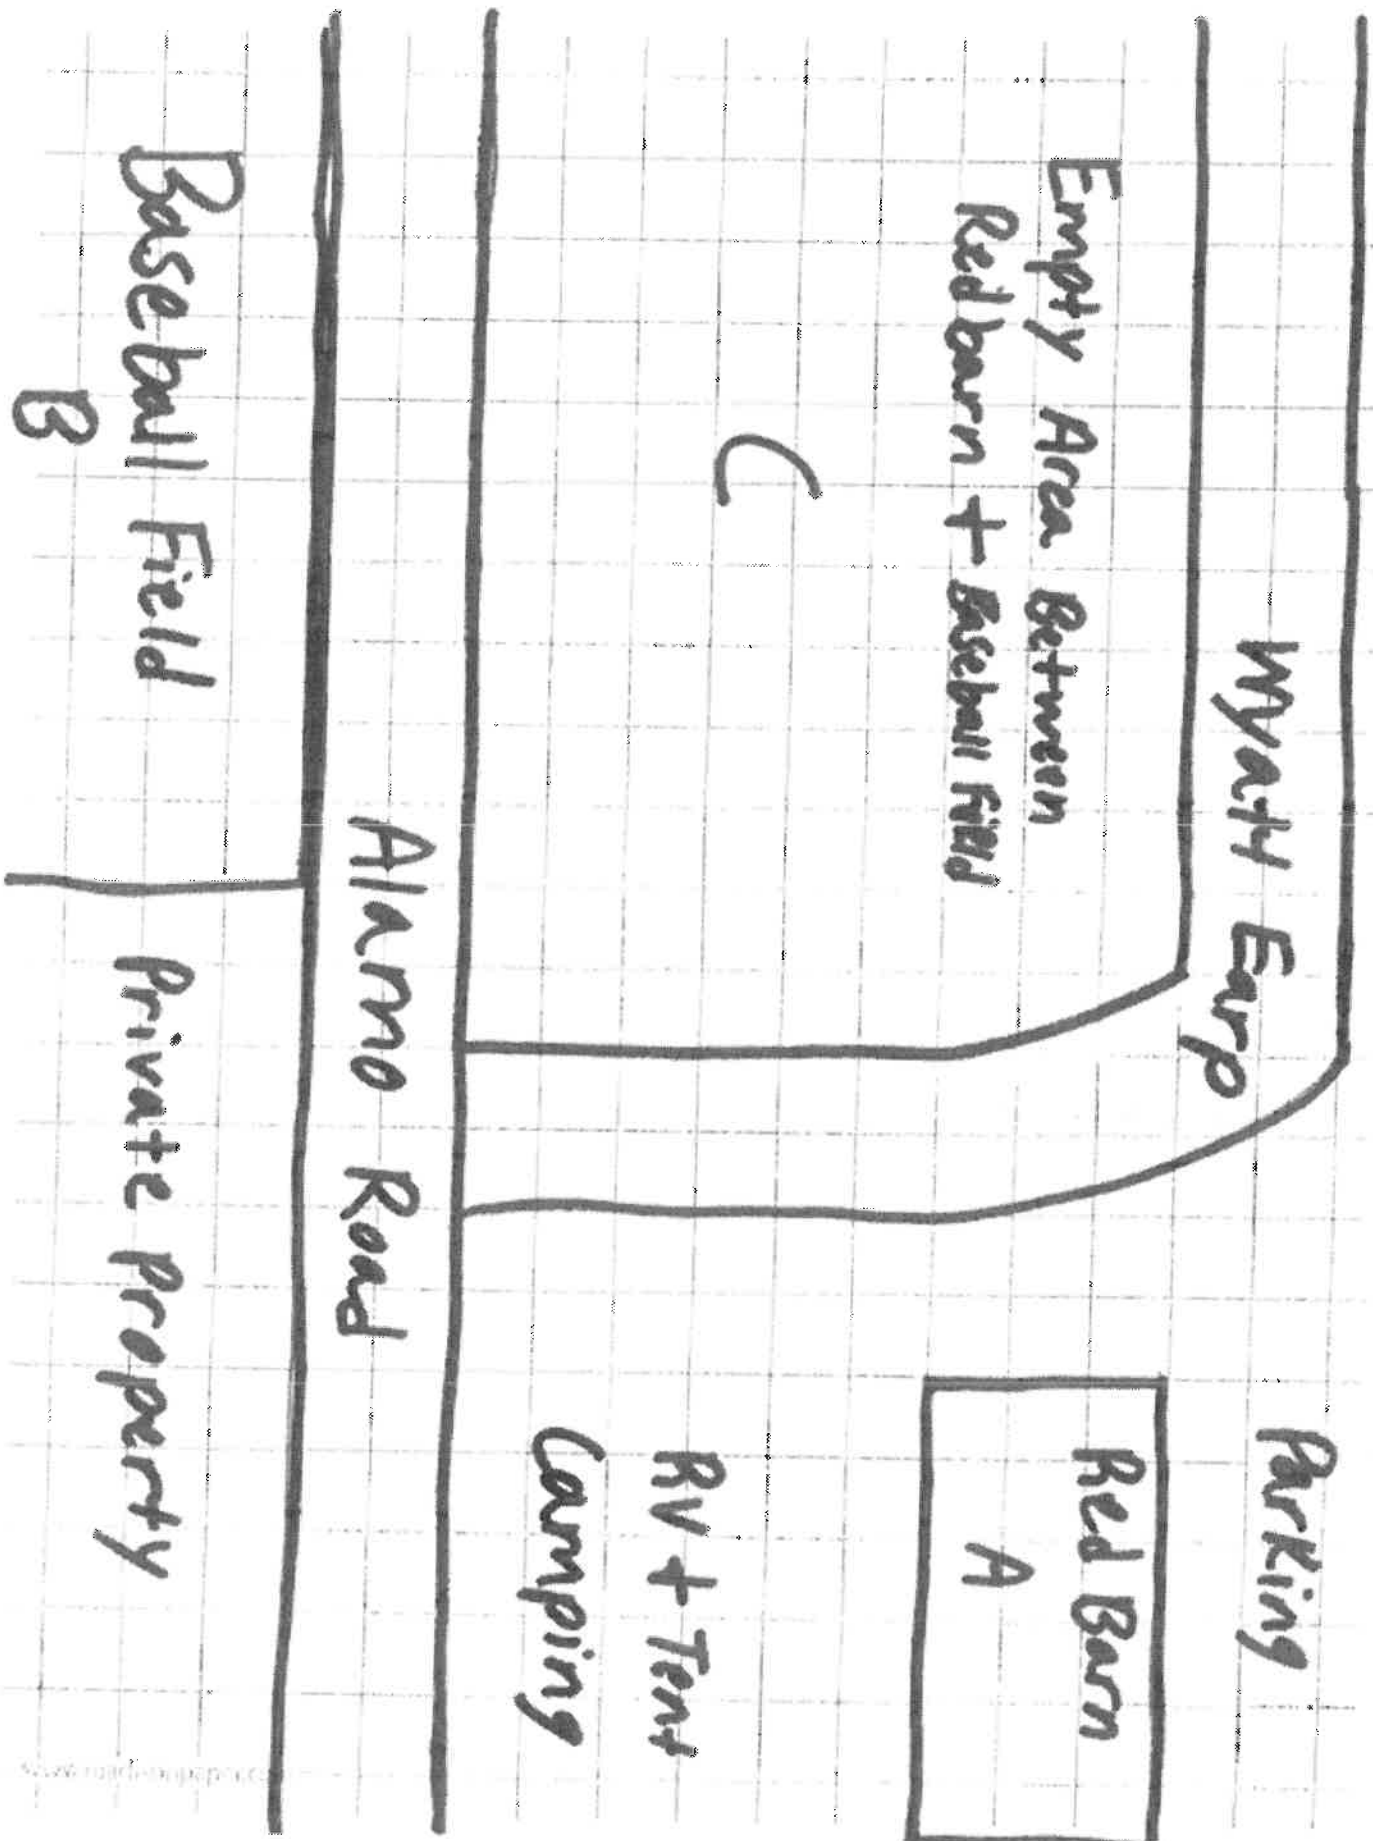 Wyatt Earp
Parking
Empty Area Between
Redbarn + Baseball Field
C
Red Barn
A
RV + Tent
Camping
Alamo Road
Baseball Field
B
Private Property